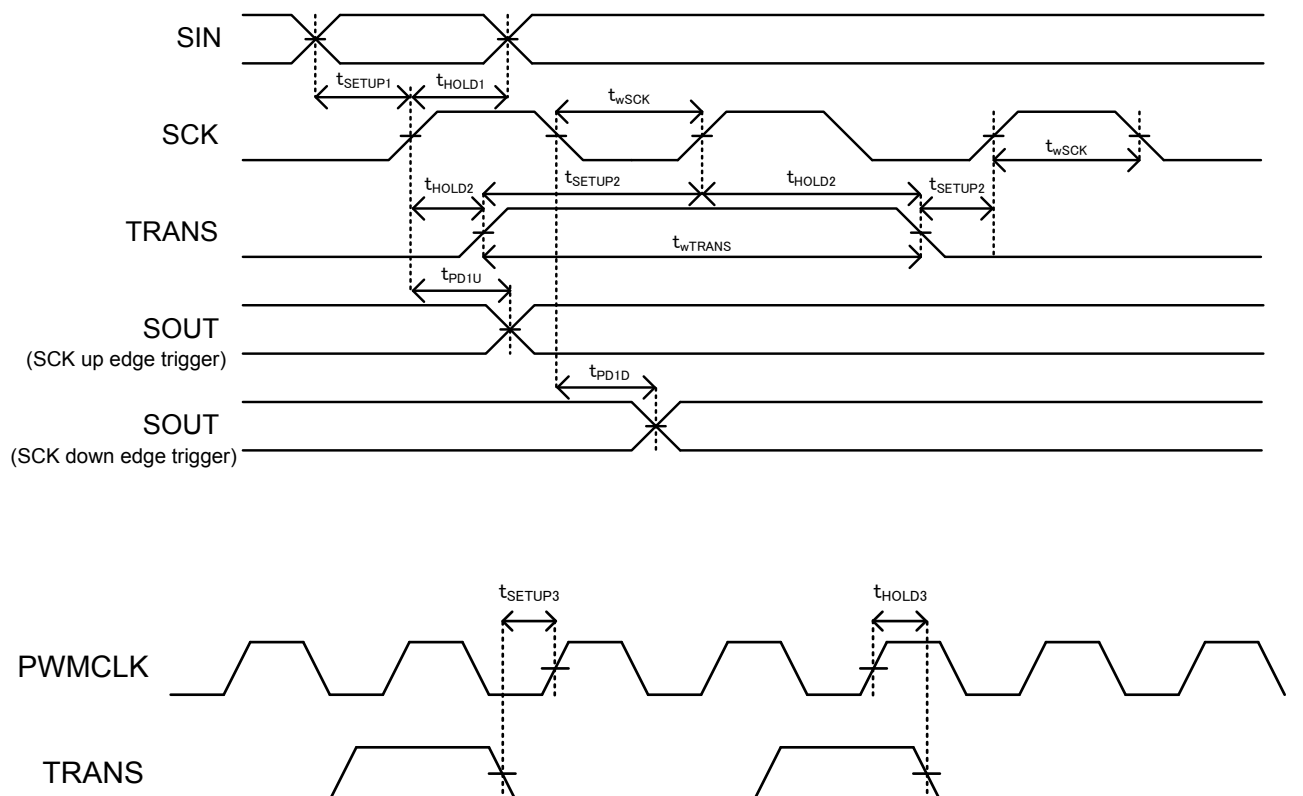 SIN
tSETUP1
tHOLD1
twSCK
SCK
twSCK
tHOLD2
tSETUP2
tHOLD2
tSETUP2
TRANS
twTRANS
tPD1U
SOUT
(SCK up edge trigger)
tPD1D
SOUT
(SCK down edge trigger)
tSETUP3
tHOLD3
PWMCLK
TRANS